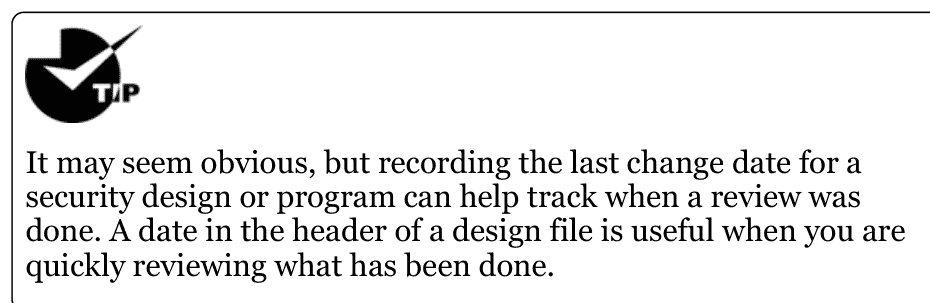 TIP
It may seem obvious, but recording the last change date for a
security design or program can help track when a review was
done. A date in the header of a design file is useful when you are
quickly reviewing what has been done.